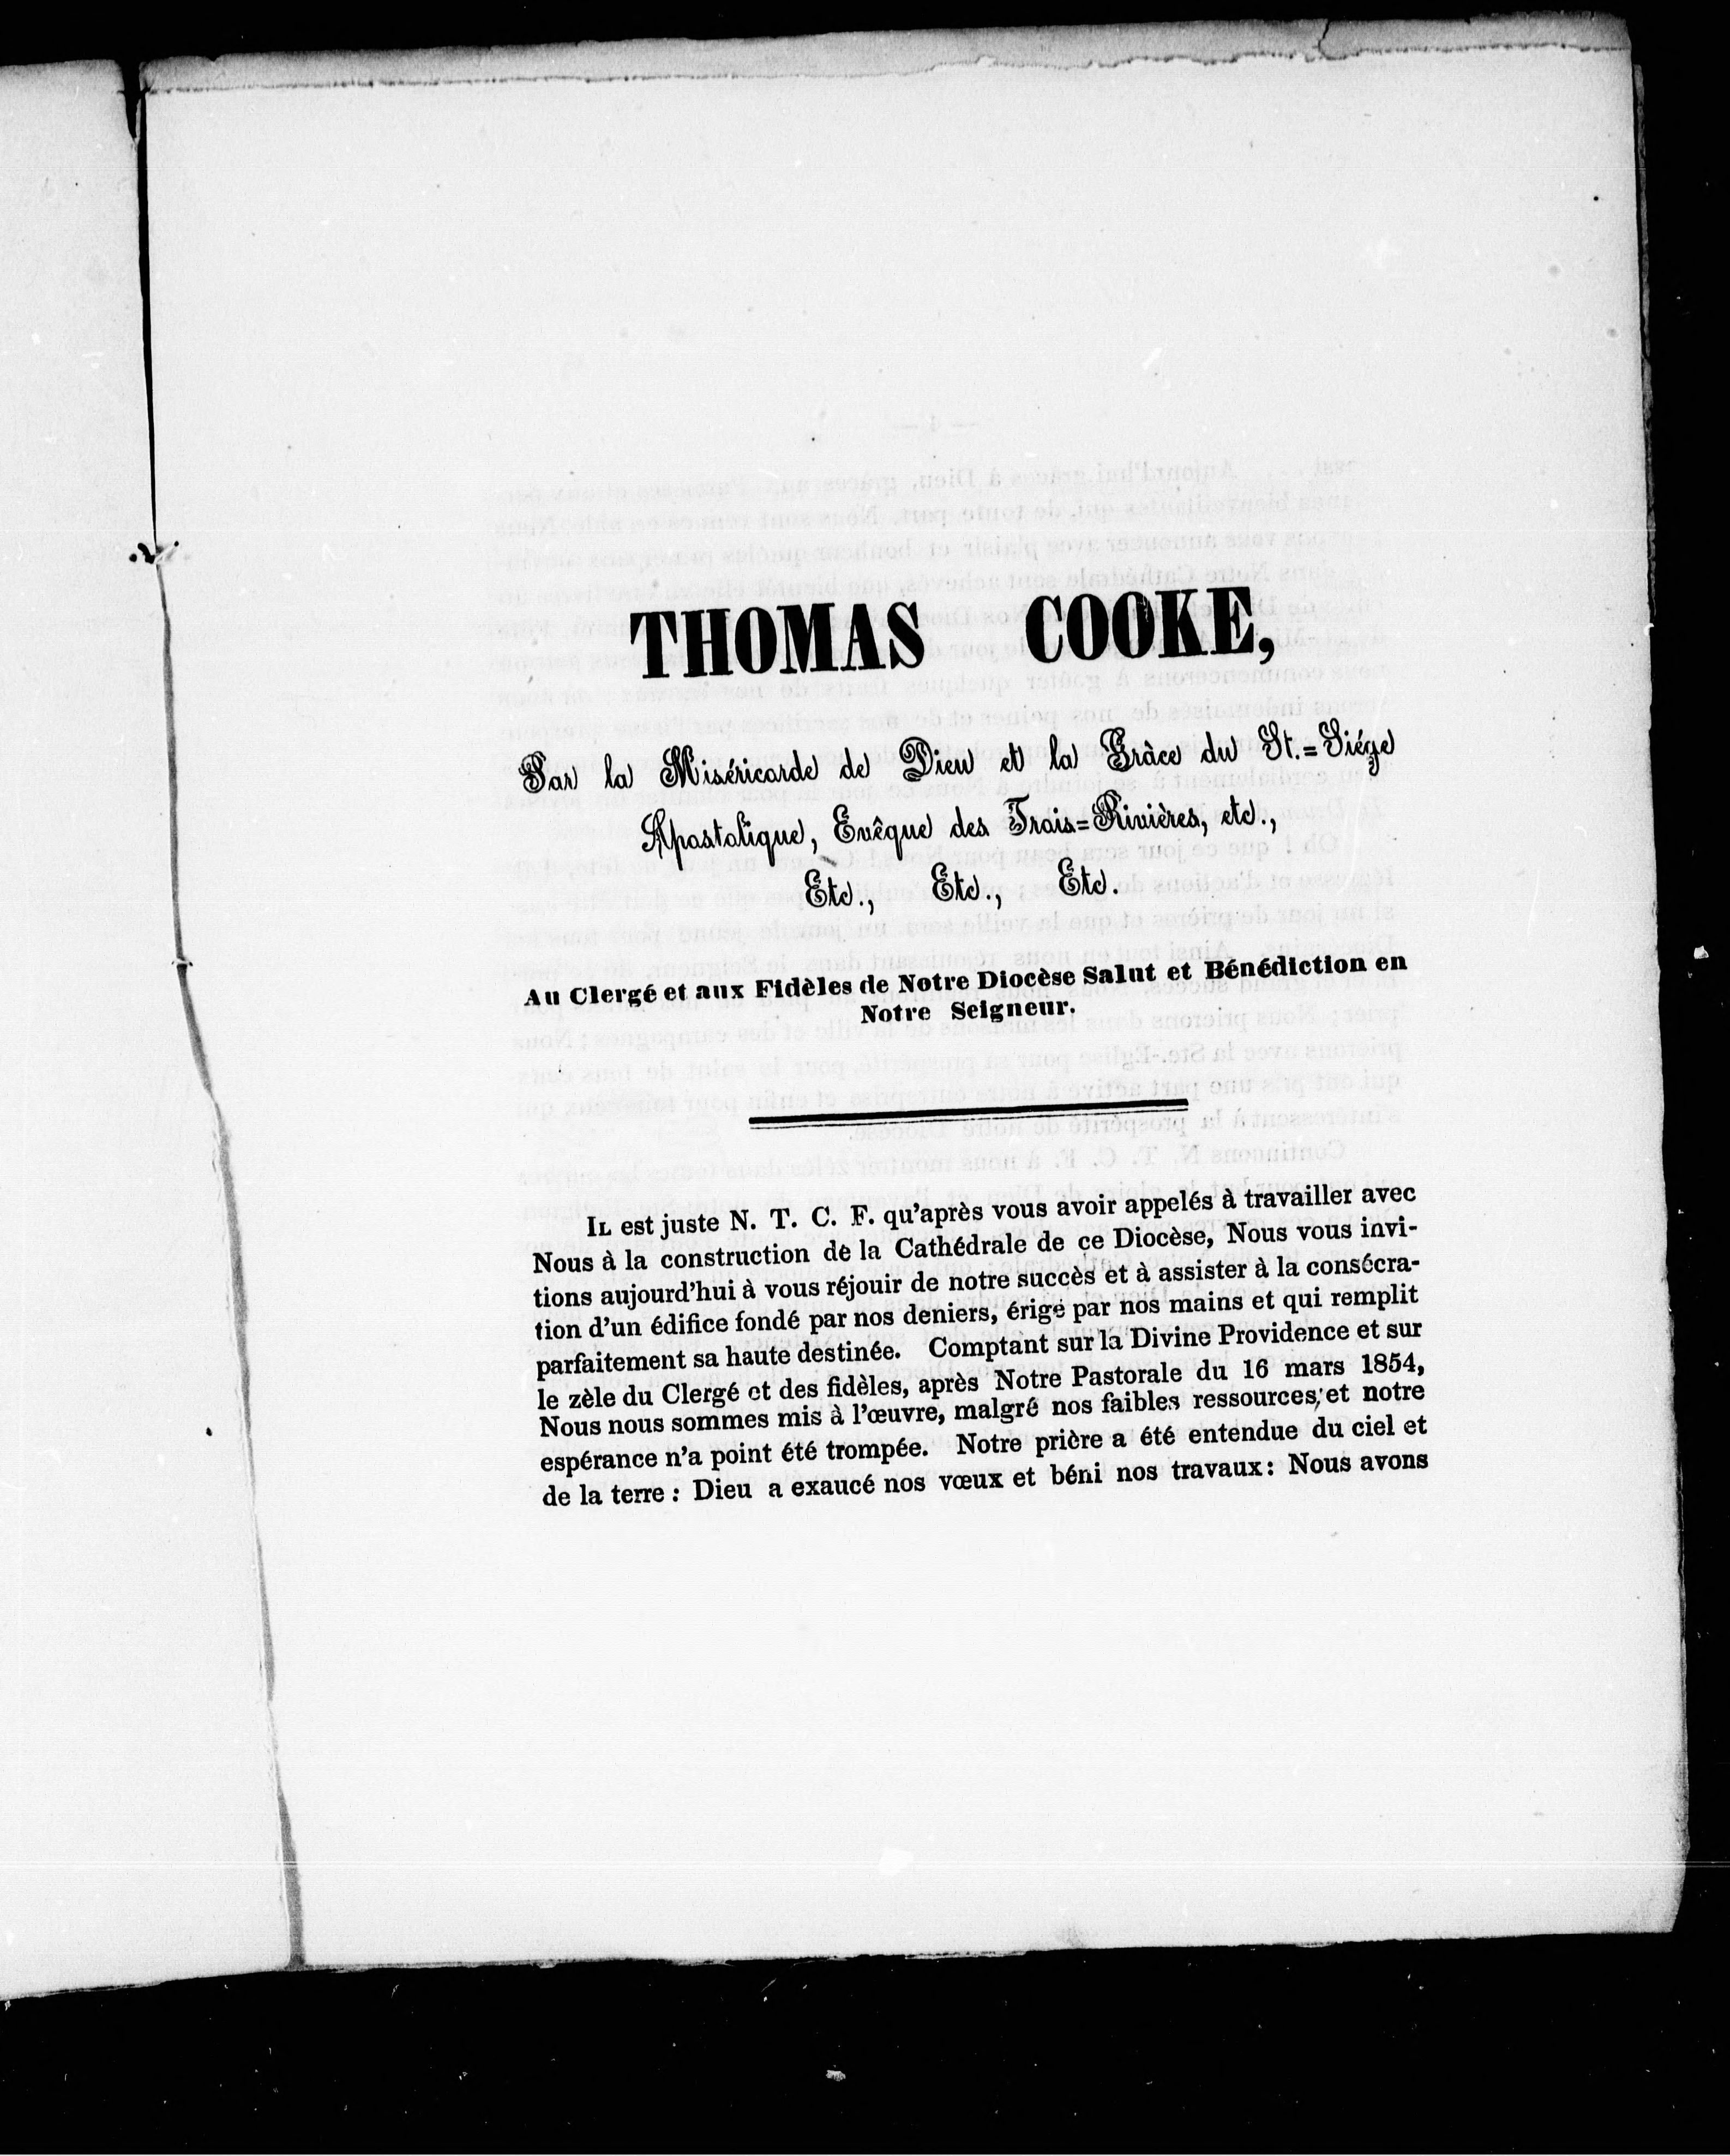 THOMAS COOKE,
Par la Miséricorde de Dieu et la Grâce du St.=Siége
Apostolique, Evêque des Trois=Rivières, etc.,
Etc., Etc., Etc.
Au Clergé et aux Fidèles de Notre Diocèse Salut et Bénédiction en
Notre Seigneur.
IL est juste N. T. C. F. qu'après vous avoir appelés à travailler avec
Nous à la construction de la Cathédrale de ce Diocèse, Nous vous invi-
tions aujourd'hui à vous réjouir de notre succès et à assister à la consécra-
tion d'un édifice fondé par nos deniers, érigé par nos mains et qui remplit
parfaitement sa haute destinée. Comptant sur la Divine Providence et sur
le zèle du Clergé et des fidèles, après Notre Pastorale du 16 mars 1854,
Nous nous sommes mis à l'œuvre, malgré nos faibles ressources, et notre
espérance n'a point été trompée. Notre prière a été entendue du ciel et
de la terre : Dieu a exaucé nos vœux et béni nos travaux: Nous avons